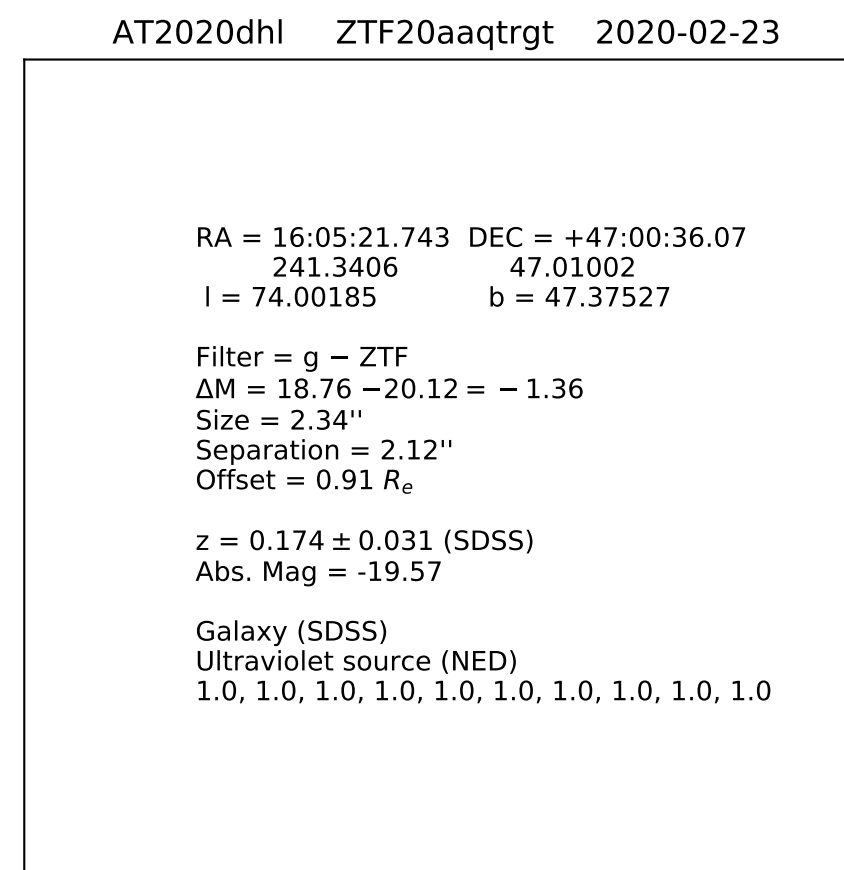 AT2020dhl ZTF20aaqtrgt 2020-02-23
RA = 16:05:21.743 DEC = +47:00:36.07
241.3406 47.01002
l = 74.00185 b = 47.37527
Filter = g − ZTF
ΔM = 18.76 −20.12 = − 1.36
Size = 2.34''
Separation = 2.12''
Offset = 0.91 Rₑ
z = 0.174 ± 0.031 (SDSS)
Abs. Mag = -19.57
Galaxy (SDSS)
Ultraviolet source (NED)
1.0, 1.0, 1.0, 1.0, 1.0, 1.0, 1.0, 1.0, 1.0, 1.0